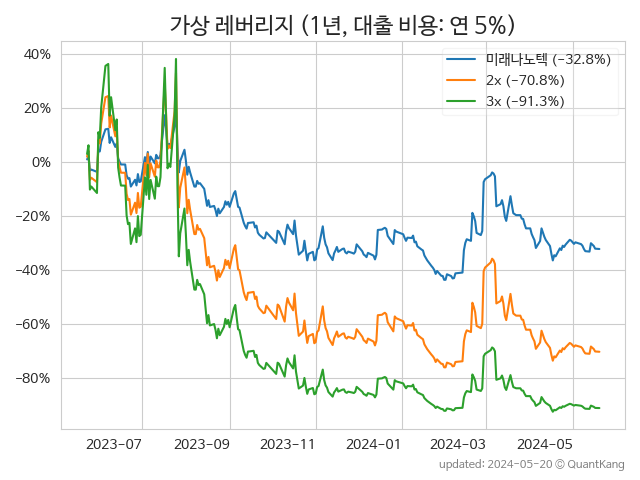 가상 레버리지 (1년, 대출 비용: 연 5%)
미래나노텍 (−32.8%)
2x (−70.8%)
3x (−91.3%)
40%
20%
0%
−20%
−40%
−60%
−80%
2023-07 2023-09 2023-11 2024-01 2024-03 2024-05
updated: 2024-05-20 © QuantKang